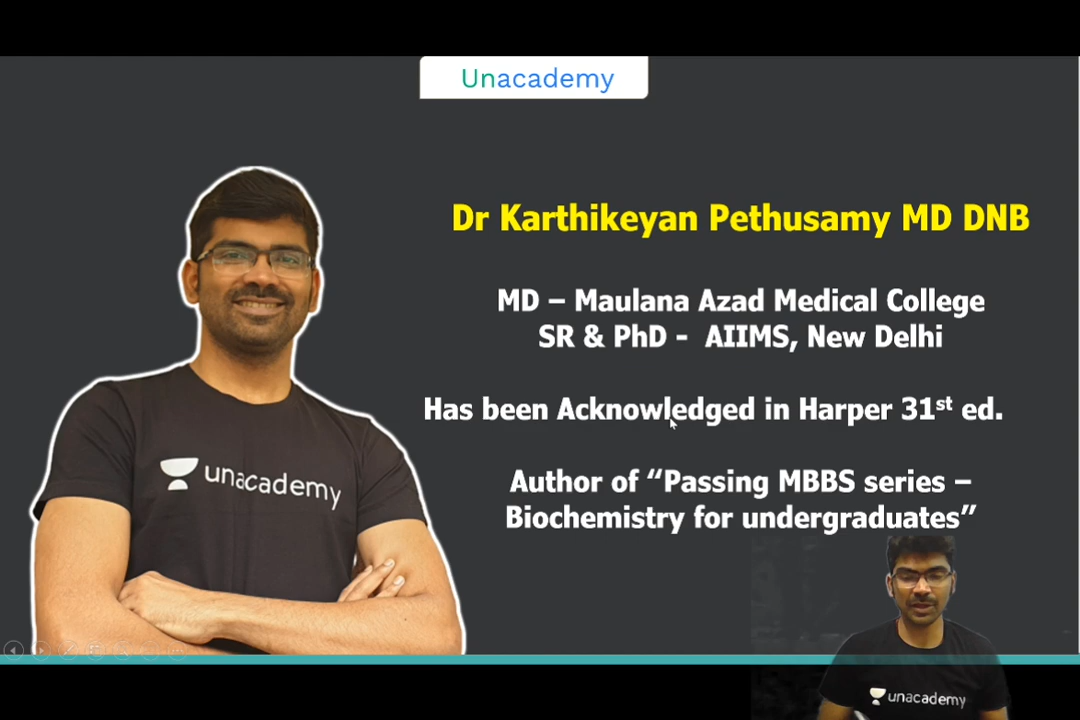 Unacademy
Dr Karthikeyan Pethusamy MD DNB
MD – Maulana Azad Medical College
SR & PhD - AIIMS, New Delhi
Has been Acknowledged in Harper 31st ed.
Author of “Passing MBBS series –
Biochemistry for undergraduates”
unacademy
unacademy